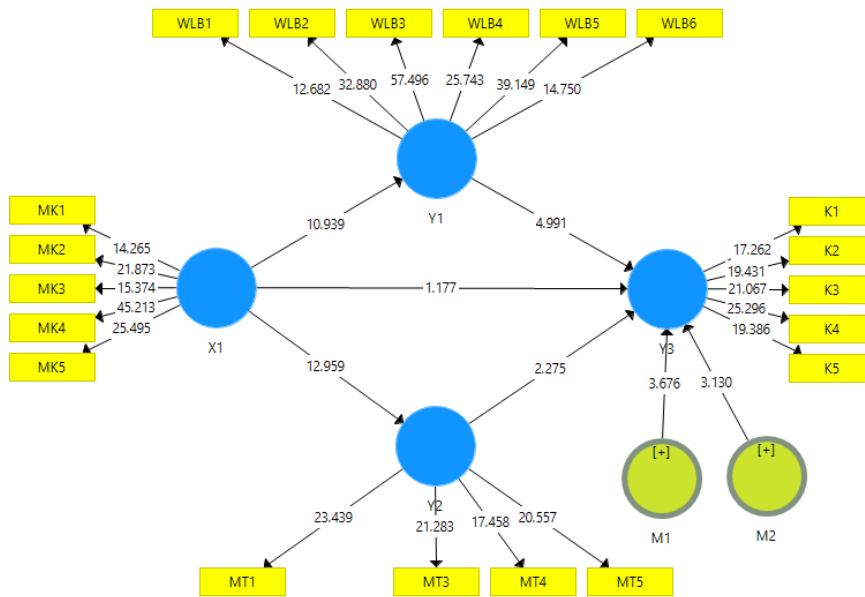 WLB1 WLB2 WLB3 WLB4 WLB5 WLB6
12.682 32.880 57.496 25.743 39.149 14.750
Y1
MK1
MK2
MK3
MK4
MK5
14.265
21.873
15.374
45.213
25.495
X1
10.939
4.991
1.177
12.959
2.275
K1
K2
K3
K4
K5
17.262
19.431
21.067
25.296
19.386
Y3
3.676
3.130
[+]
[+]
M1
M2
Y2
23.439
21.283
17.458
20.557
MT1 MT3 MT4 MT5